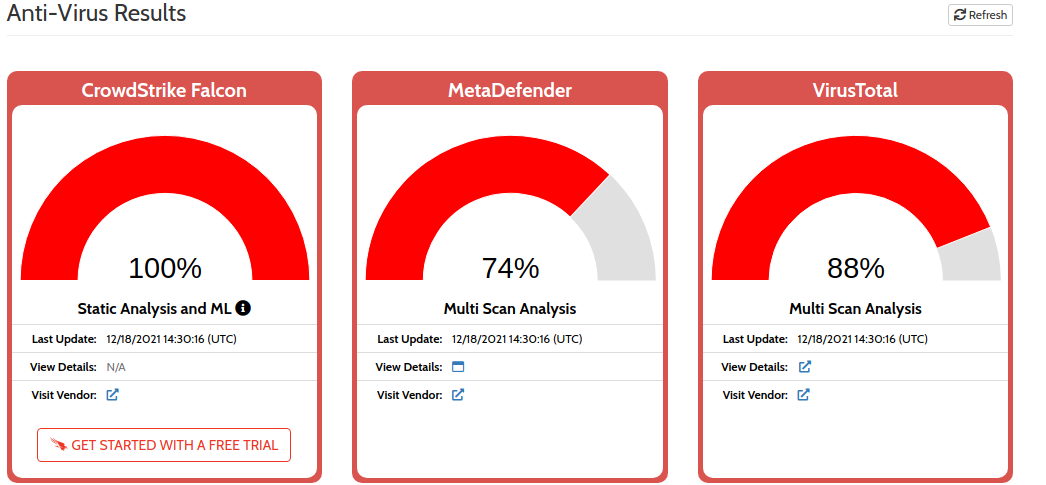 Anti-Virus Results
Refresh
CrowdStrike Falcon
100%
Static Analysis and ML
Last Update: 12/18/2021 14:30:16 (UTC)
View Details: N/A
Visit Vendor:
GET STARTED WITH A FREE TRIAL
MetaDefender
74%
Multi Scan Analysis
Last Update: 12/18/2021 14:30:16 (UTC)
View Details:
Visit Vendor:
VirusTotal
88%
Multi Scan Analysis
Last Update: 12/18/2021 14:30:16 (UTC)
View Details:
Visit Vendor: